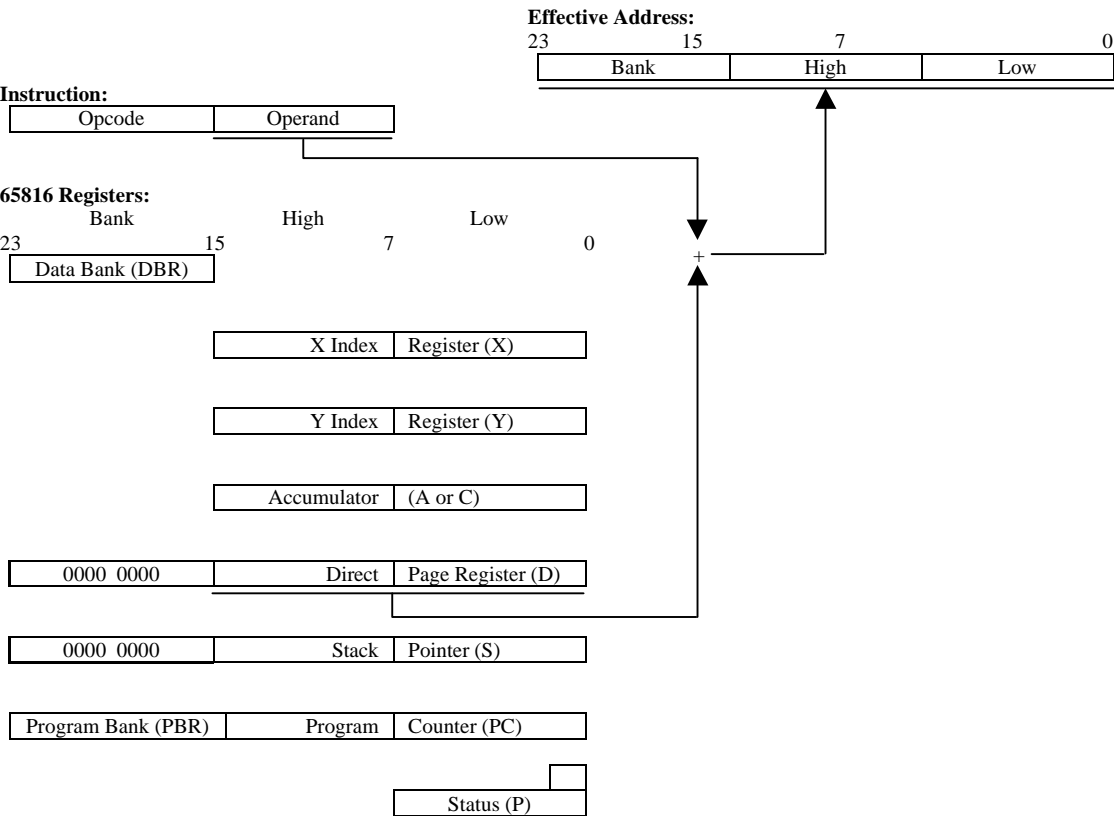 Effective Address:
23 15 7 0
Bank High Low
Instruction:
Opcode Operand
65816 Registers:
Bank High Low
23 15 7 0
Data Bank (DBR)
+
X Index Register (X)
Y Index Register (Y)
Accumulator (A or C)
0000 0000 Direct Page Register (D)
0000 0000 Stack Pointer (S)
Program Bank (PBR) Program Counter (PC)
Status (P)